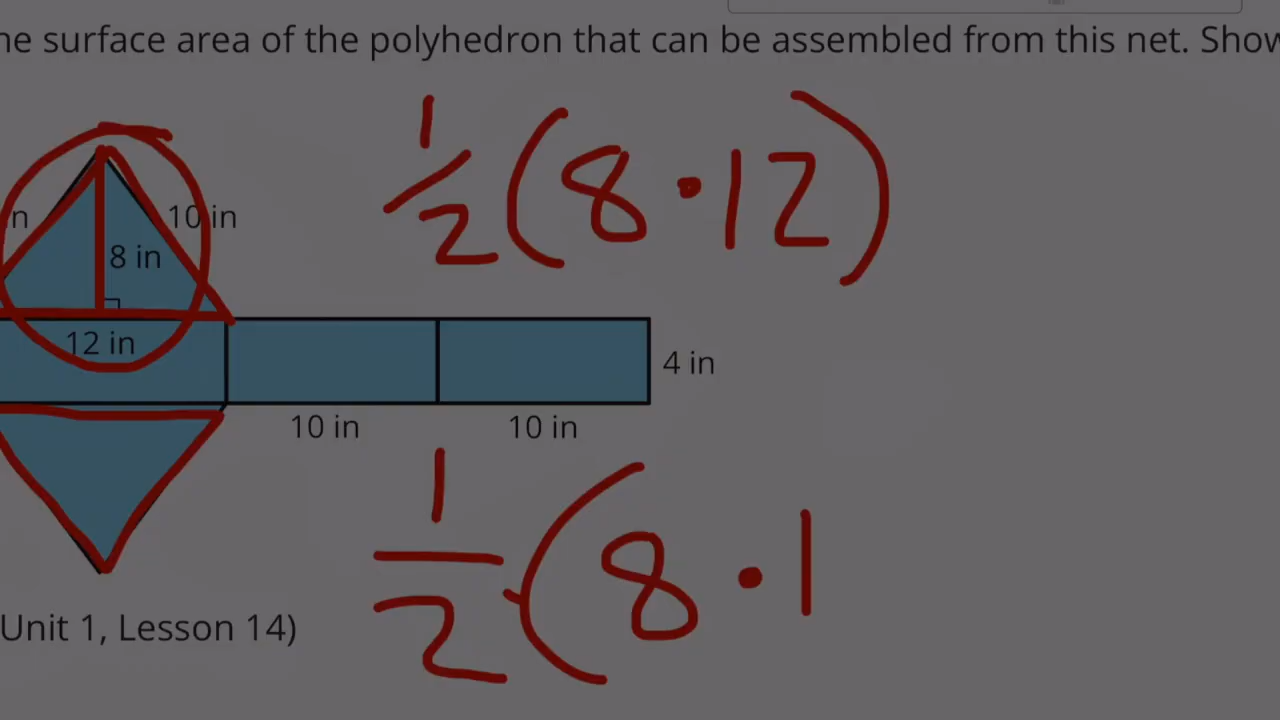 he surface area of the polyhedron that can be assembled from this net. Show
1/2 (8 · 12)
n
10 in
8 in
12 in
4 in
10 in
10 in
1/2 (8 · 1
Unit 1, Lesson 14)